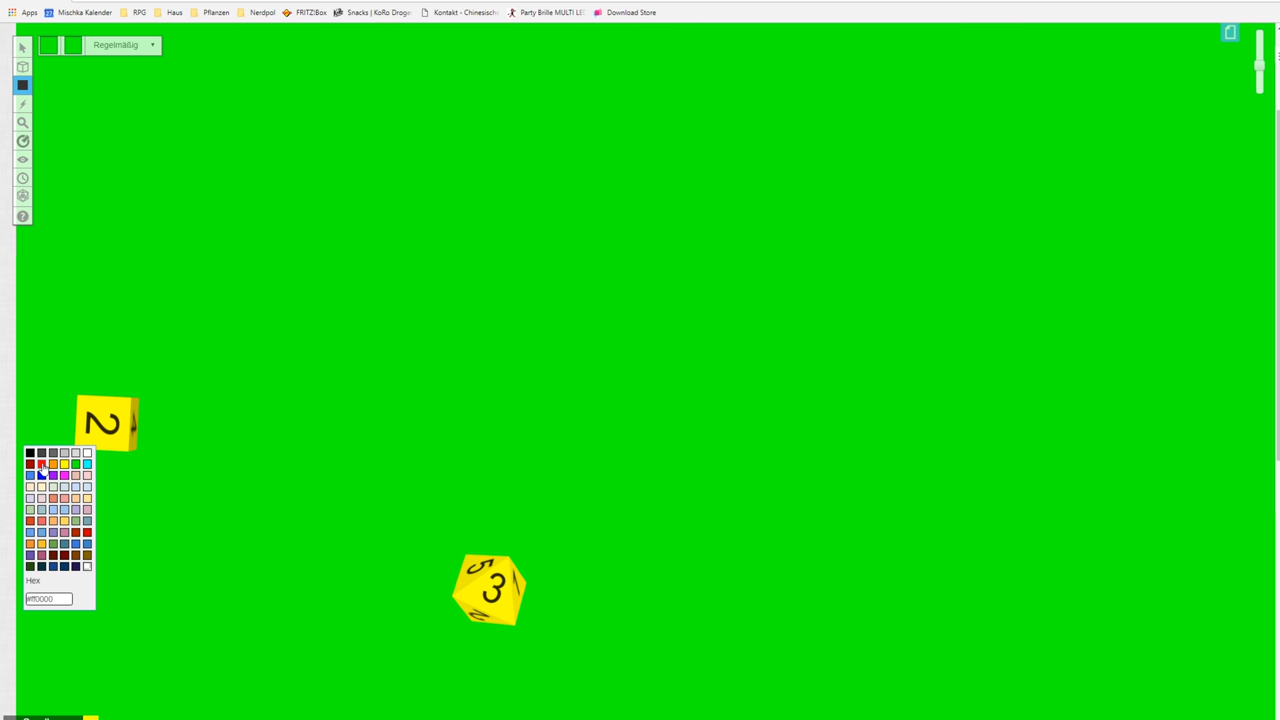 Apps Mischka Kalender RPG Haus Pflanzen Nerdpol FRITZ!Box Snacks | KoRo Droge Kontakt - Chinesisch Party Brille MULTI LE Download Store
Regelmäßig
2
5
3
Hex
#ff0000